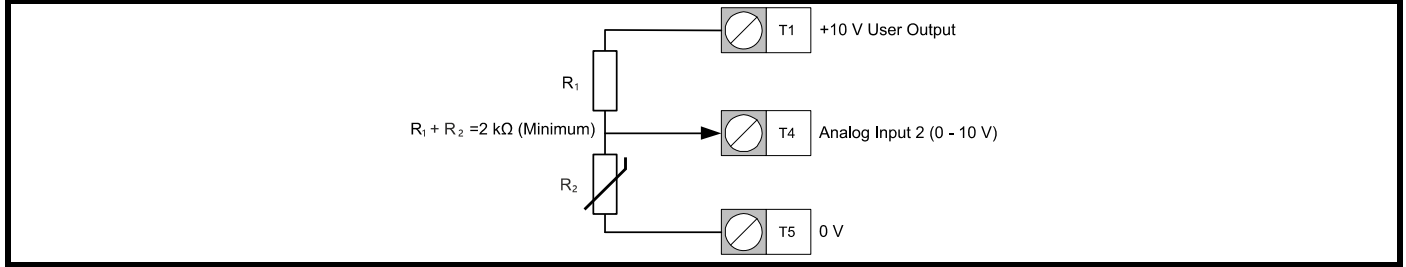 T1 +10 V User Output
R₁
R₁ + R₂ =2 kΩ (Minimum)
T4 Analog Input 2 (0 - 10 V)
R₂
T5 0 V